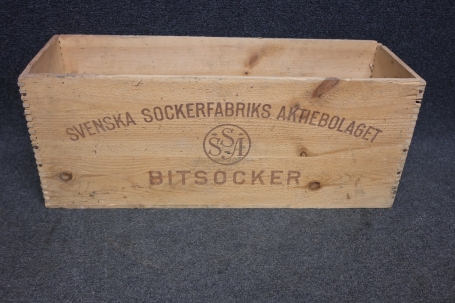 SVENSKA SOCKERFABRIKS AKTIEBOLAGET
SSA
BITSOCKER